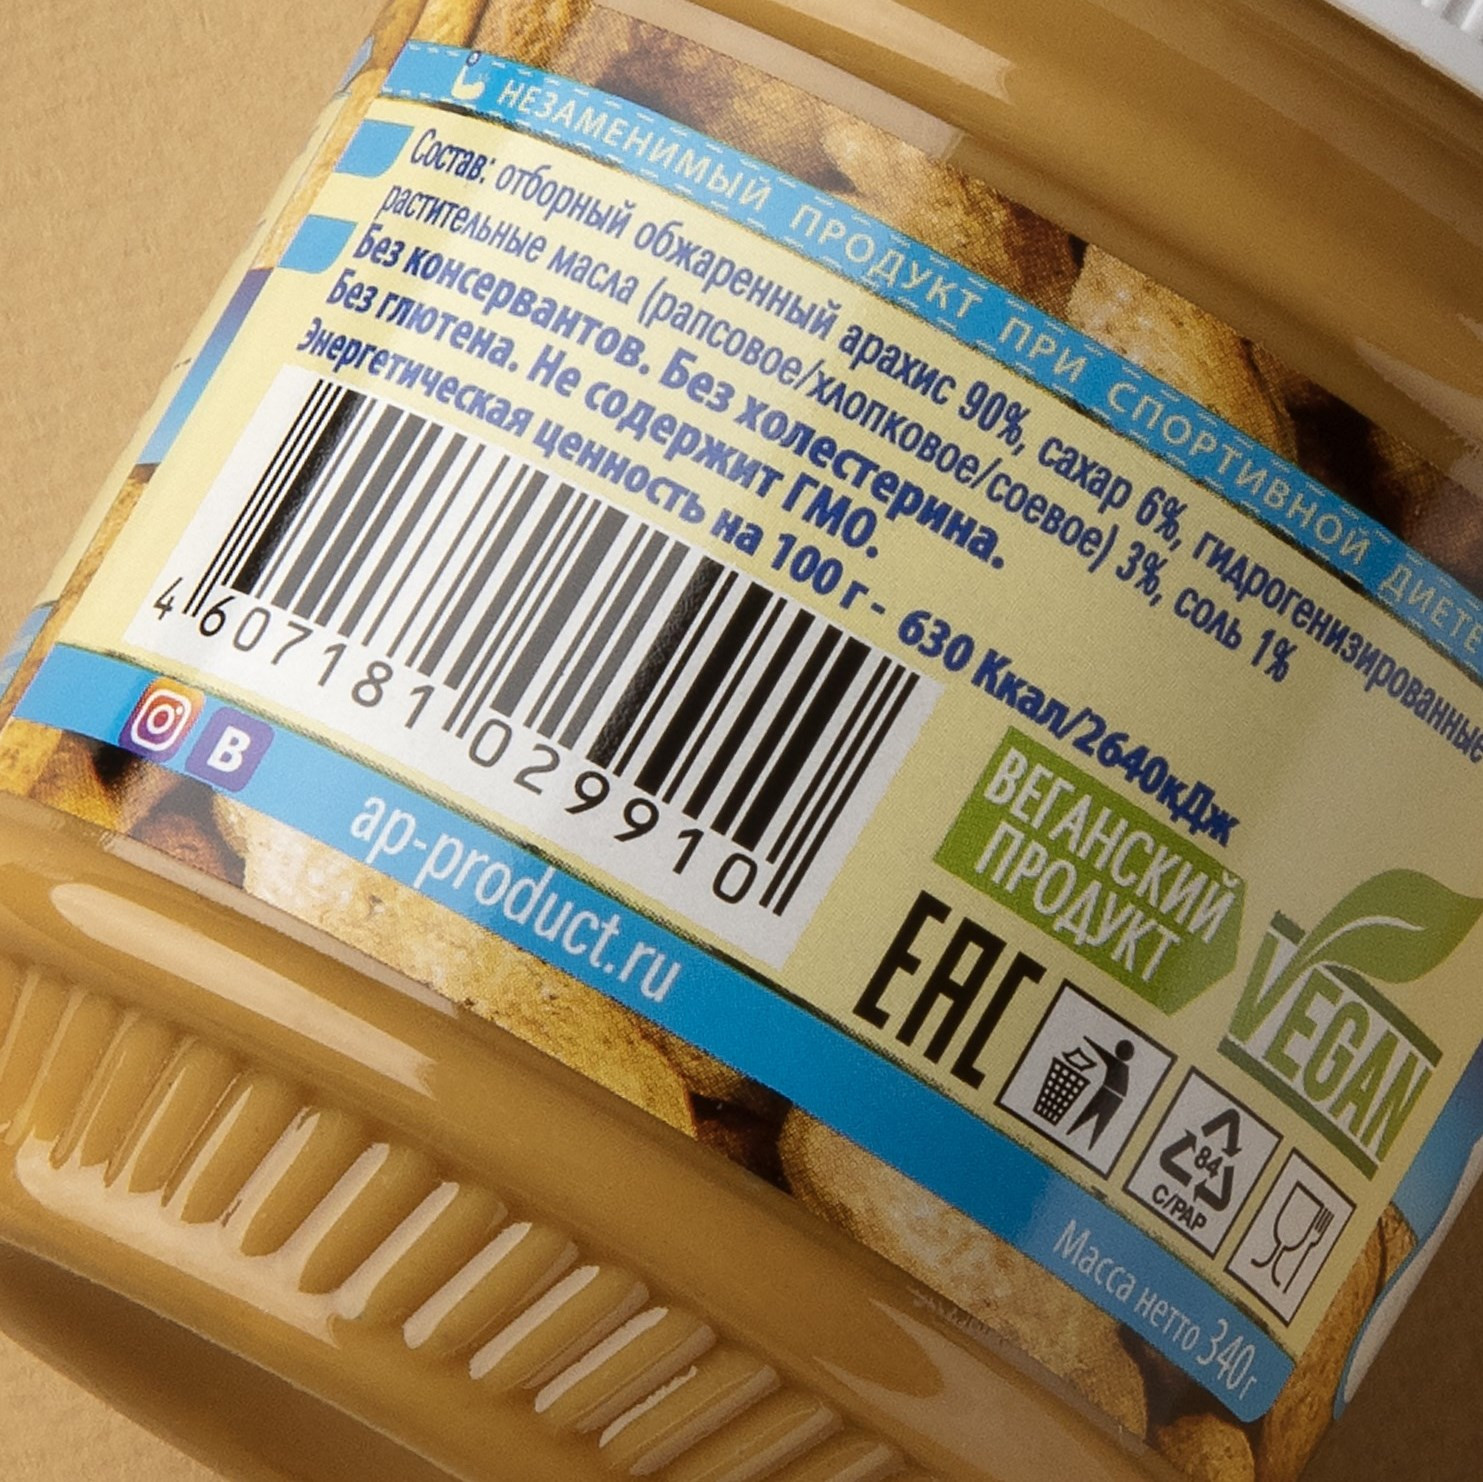 НЕЗАМЕНИМЫЙ ПРОДУКТ ПРИ СПОРТИВНОЙ ДИЕТЕ
Состав: отборный обжаренный арахис 90%, сахар 6%, гидрогенизированные
растительные масла (рапсовое/хлопковое/соевое) 3%, соль 1%
Без консервантов. Без холестерина.
Без глютена. Не содержит ГМО.
Энергетическая ценность на 100 г - 630 Ккал/2640кДж
4 607181 029910
ВЕГАНСКИЙ
ПРОДУКТ
VEGAN
EAC
84
C/PAP
B
ap-product.ru
Масса нетто 340г